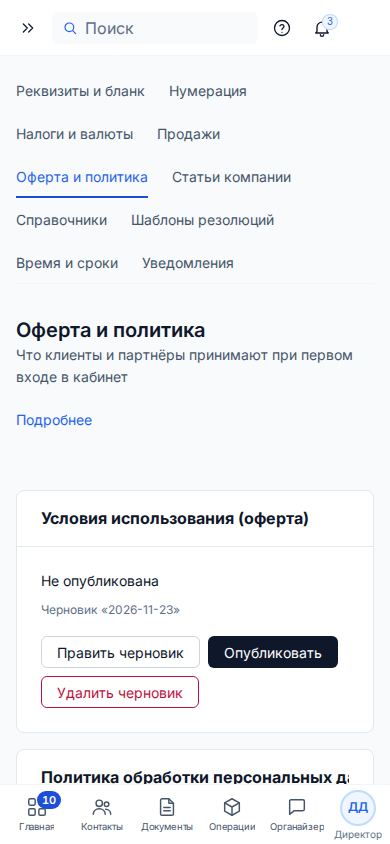 Поиск
3
Реквизиты и бланк Нумерация
Налоги и валюты Продажи
Оферта и политика Статьи компании
Справочники Шаблоны резолюций
Время и сроки Уведомления
Оферта и политика
Что клиенты и партнёры принимают при первом
входе в кабинет
Подробнее
Условия использования (оферта)
Не опубликована
Черновик «2026-11-23»
Править черновик Опубликовать
Удалить черновик
Политика обработки персональных
10
ДД
Главная Контакты Документы Операции Органайзер Директор